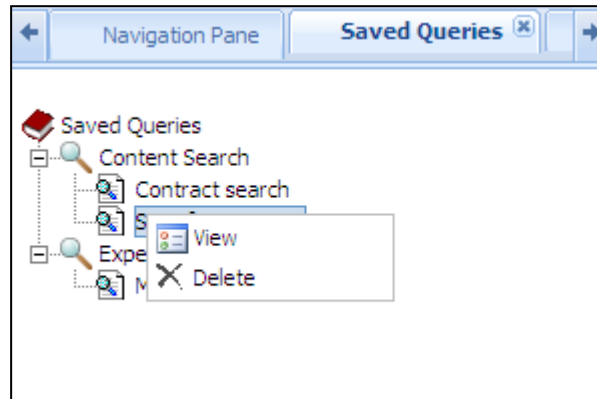 Navigation Pane
Saved Queries
Saved Queries
Content Search
Contract search
View
Delete